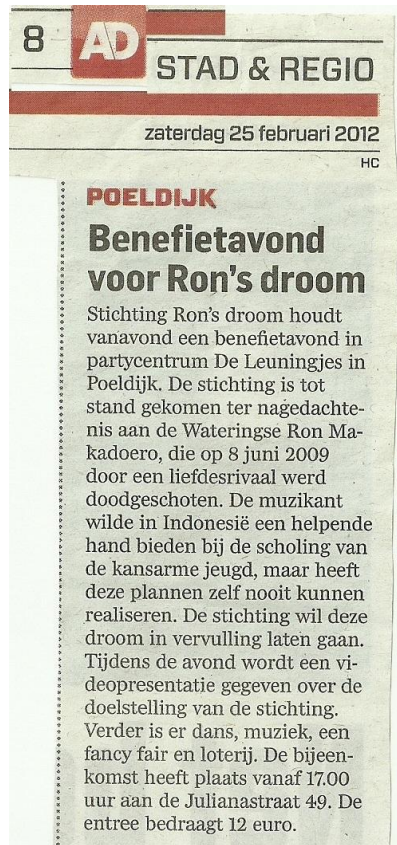 8
AD
STAD & REGIO
zaterdag 25 februari 2012
HC
POELDIJK
Benefietavond
voor Ron's droom
Stichting Ron's droom houdt
vanavond een benefietavond in
partycentrum De Leuningjes in
Poeldijk. De stichting is tot
stand gekomen ter nagedachte-
nis aan de Wateringse Ron Ma-
kadoero, die op 8 juni 2009
door een liefdesrivaal werd
doodgeschoten. De muzikant
wilde in Indonesië een helpende
hand bieden bij de scholing van
de kansarme jeugd, maar heeft
deze plannen zelf nooit kunnen
realiseren. De stichting wil deze
droom in vervulling laten gaan.
Tijdens de avond wordt een vi-
deopresentatie gegeven over de
doelstelling van de stichting.
Verder is er dans, muziek, een
fancy fair en loterij. De bijeen-
komst heeft plaats vanaf 17.00
uur aan de Julianastraat 49. De
entree bedraagt 12 euro.